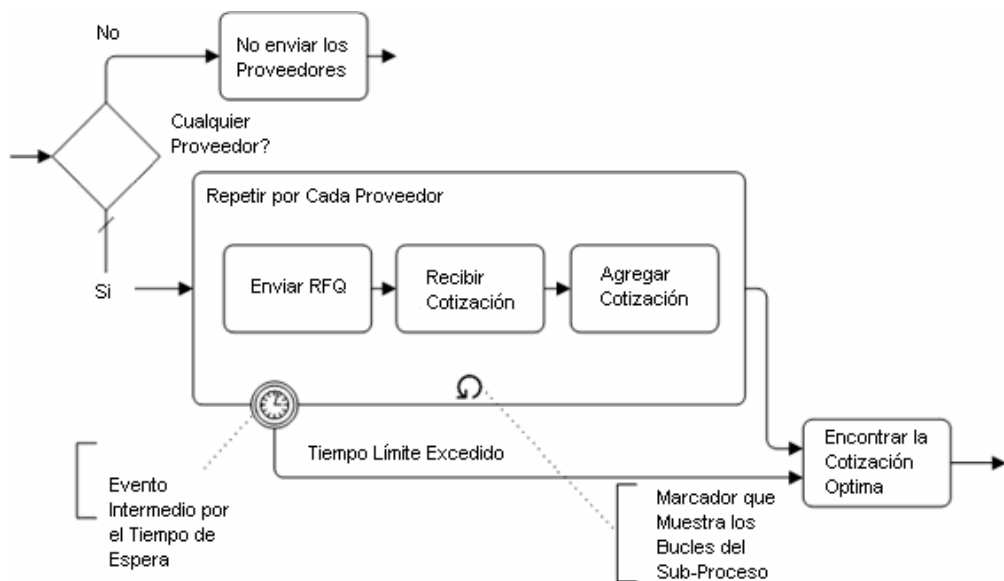 No
No enviar los
Proveedores
Cualquier
Proveedor?
Repetir por Cada Proveedor
Enviar RFQ
Recibir
Cotización
Agregar
Cotización
Si
Tiempo Límite Excedido
Encontrar la
Cotización
Optima
Evento
Intermedio por
el Tiempo de
Espera
Marcador que
Muestra los
Bucles del
Sub-Proceso